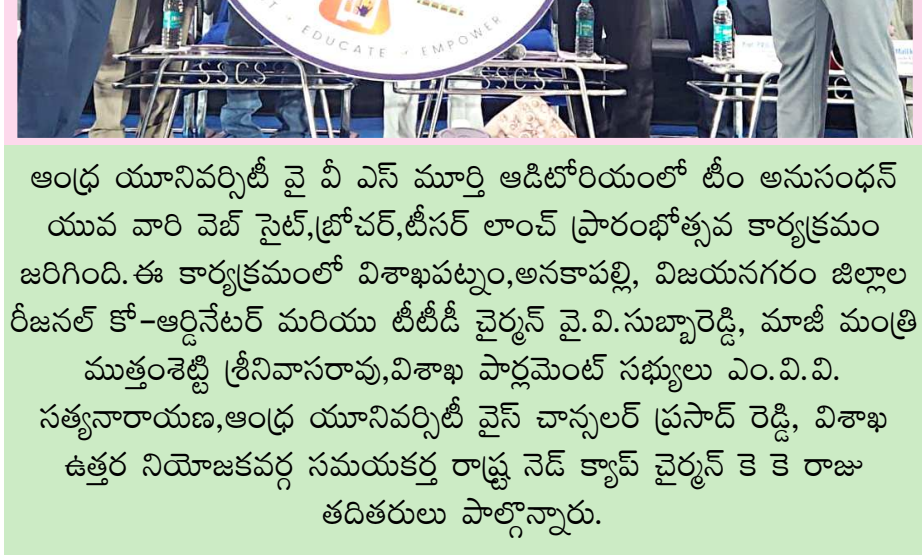 EDUCATE • EMPOWER
SSCS SSCS
ఆంధ్ర యూనివర్సిటీ వై వీ ఎస్ మూర్తి ఆడిటోరియంలో టీం అనుసంధన్
యువ వారి వెబ్ సైట్,బ్రోచర్,టీసర్ లాంచ్ ప్రారంభోత్సవ కార్యక్రమం
జరిగింది.ఈ కార్యక్రమంలో విశాఖపట్నం,అనకాపల్లి, విజయనగరం జిల్లాల
రీజనల్ కో-ఆర్డినేటర్ మరియు టీటీడీ చైర్మన్ వై.వి.సుబ్బారెడ్డి, మాజీ మంత్రి
ముత్తంశెట్టి శ్రీనివాసరావు,విశాఖ పార్లమెంట్ సభ్యులు ఎం.వి.వి.
సత్యనారాయణ,ఆంధ్ర యూనివర్సిటీ వైస్ చాన్సలర్ ప్రసాద్ రెడ్డి, విశాఖ
ఉత్తర నియోజకవర్గ సమయకర్త రాష్ట్ర నెడ్ క్యాప్ చైర్మన్ కె కె రాజు
తదితరులు పాల్గొన్నారు.